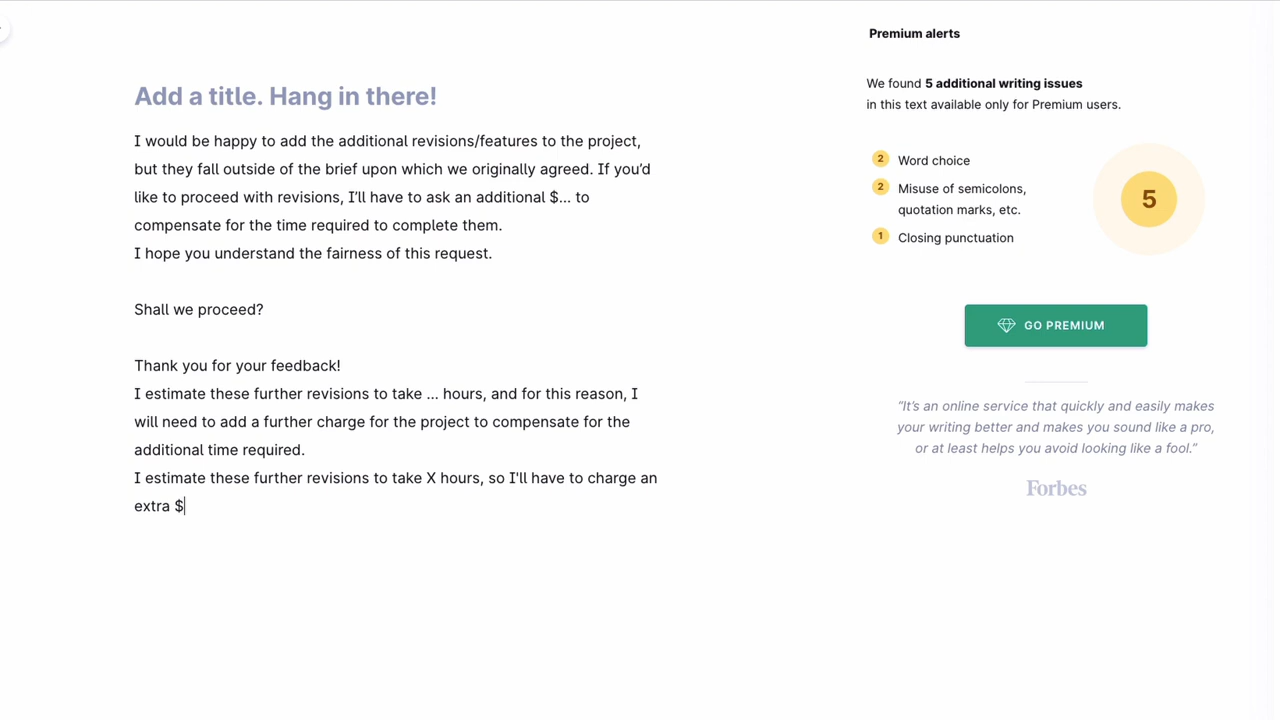 Add a title. Hang in there!
I would be happy to add the additional revisions/features to the project,
but they fall outside of the brief upon which we originally agreed. If you’d
like to proceed with revisions, I’ll have to ask an additional $... to
compensate for the time required to complete them.
I hope you understand the fairness of this request.
Shall we proceed?
Thank you for your feedback!
I estimate these further revisions to take ... hours, and for this reason, I
will need to add a further charge for the project to compensate for the
additional time required.
I estimate these further revisions to take X hours, so I'll have to charge an
extra $
Premium alerts
We found 5 additional writing issues
in this text available only for Premium users.
2 Word choice
2 Misuse of semicolons,
quotation marks, etc.
1 Closing punctuation
5
GO PREMIUM
“It’s an online service that quickly and easily makes
your writing better and makes you sound like a pro,
or at least helps you avoid looking like a fool.”
Forbes